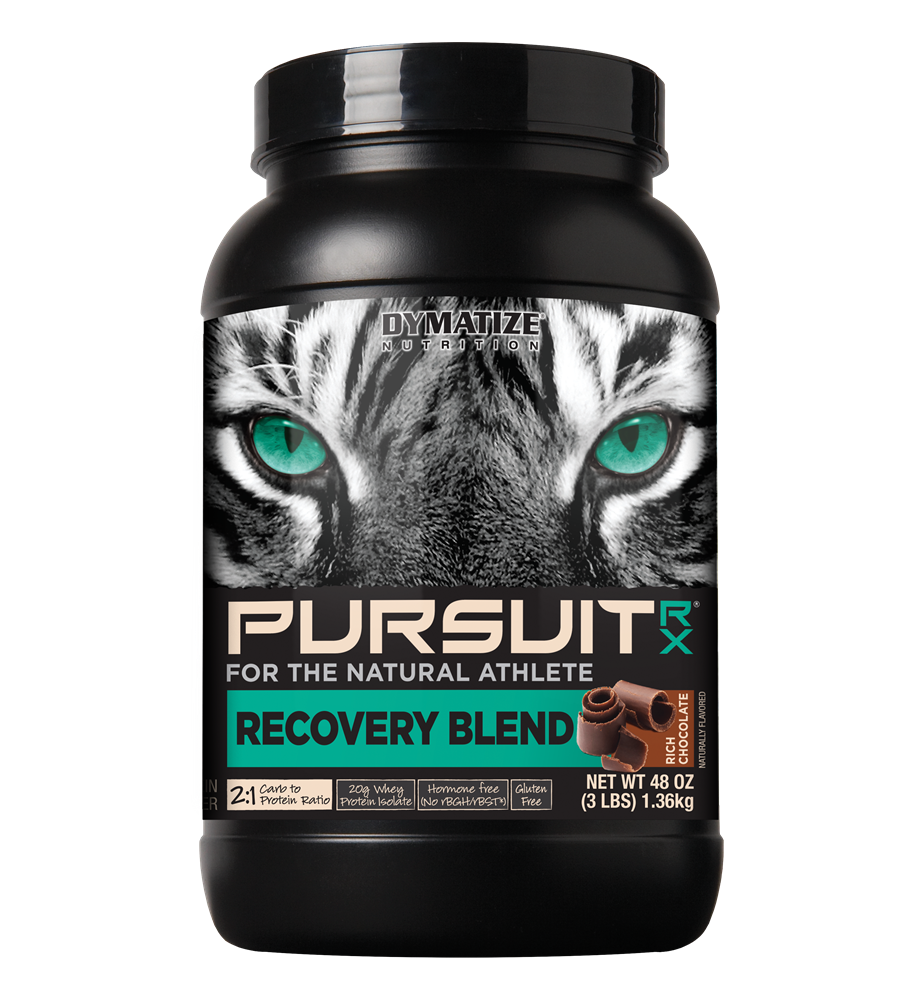 DYMATIZE
NUTRITION
PURSUIT RX®
FOR THE NATURAL ATHLETE
RECOVERY BLEND
RICH
CHOCOLATE
NATURALLY FLAVORED
2:1 Carb to
Protein Ratio
20g Whey
Protein Isolate
Hormone free
(No rBGH/rBST*)
Gluten
Free
NET WT 48 OZ
(3 LBS) 1.36kg